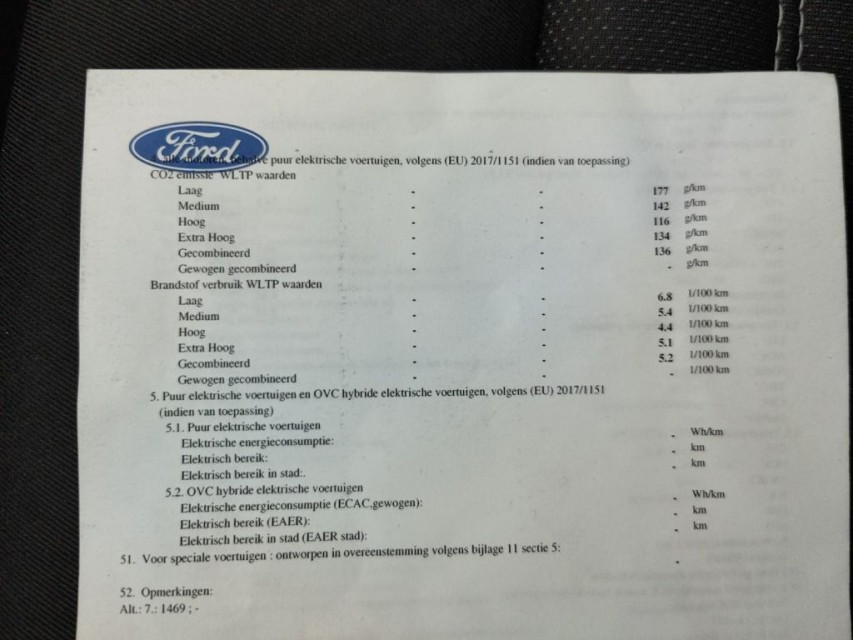 Ford
puur elektrische voertuigen, volgens (EU) 2017/1151 (indien van toepassing)
CO2 emissie WLTP waarden
Laag - - 177 g/km
Medium - - 142 g/km
Hoog - - 116 g/km
Extra Hoog - - 134 g/km
Gecombineerd - - 136 g/km
Gewogen gecombineerd - - - g/km
Brandstof verbruik WLTP waarden
Laag - - 6.8 l/100 km
Medium - - 5.4 l/100 km
Hoog - - 4.4 l/100 km
Extra Hoog - - 5.1 l/100 km
Gecombineerd - - 5.2 l/100 km
Gewogen gecombineerd - - - l/100 km
5. Puur elektrische voertuigen en OVC hybride elektrische voertuigen, volgens (EU) 2017/1151
(indien van toepassing)
5.1. Puur elektrische voertuigen
Elektrische energieconsumptie: - Wh/km
Elektrisch bereik: - km
Elektrisch bereik in stad:. - km
5.2. OVC hybride elektrische voertuigen
Elektrische energieconsumptie (ECAC,gewogen): - Wh/km
Elektrisch bereik (EAER): - km
Elektrisch bereik in stad (EAER stad): - km
51. Voor speciale voertuigen : ontworpen in overeenstemming volgens bijlage 11 sectie 5: -
52. Opmerkingen:
Alt.: 7.: 1469 ; -